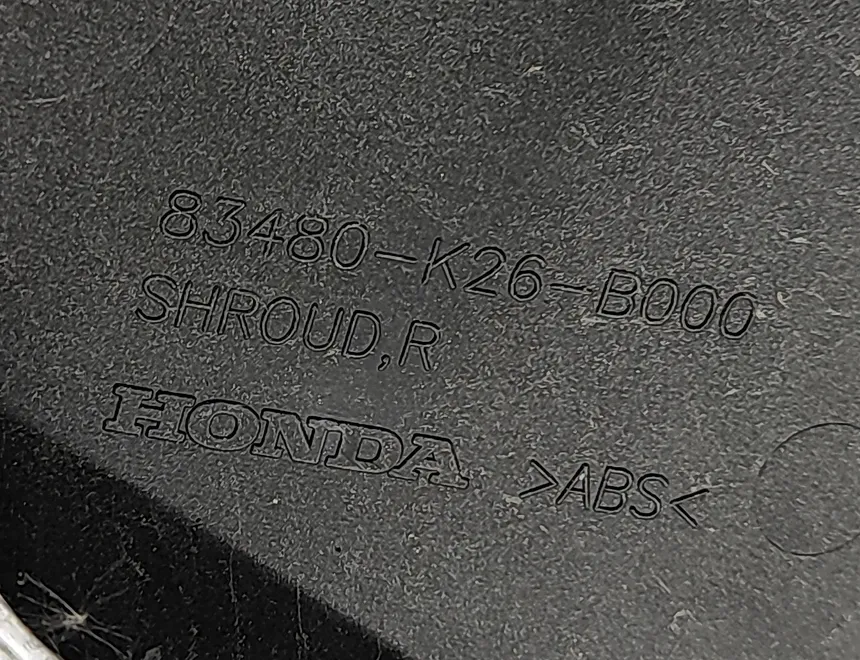 83480-K26-B000
SHROUD,R
HONDA >ABS<